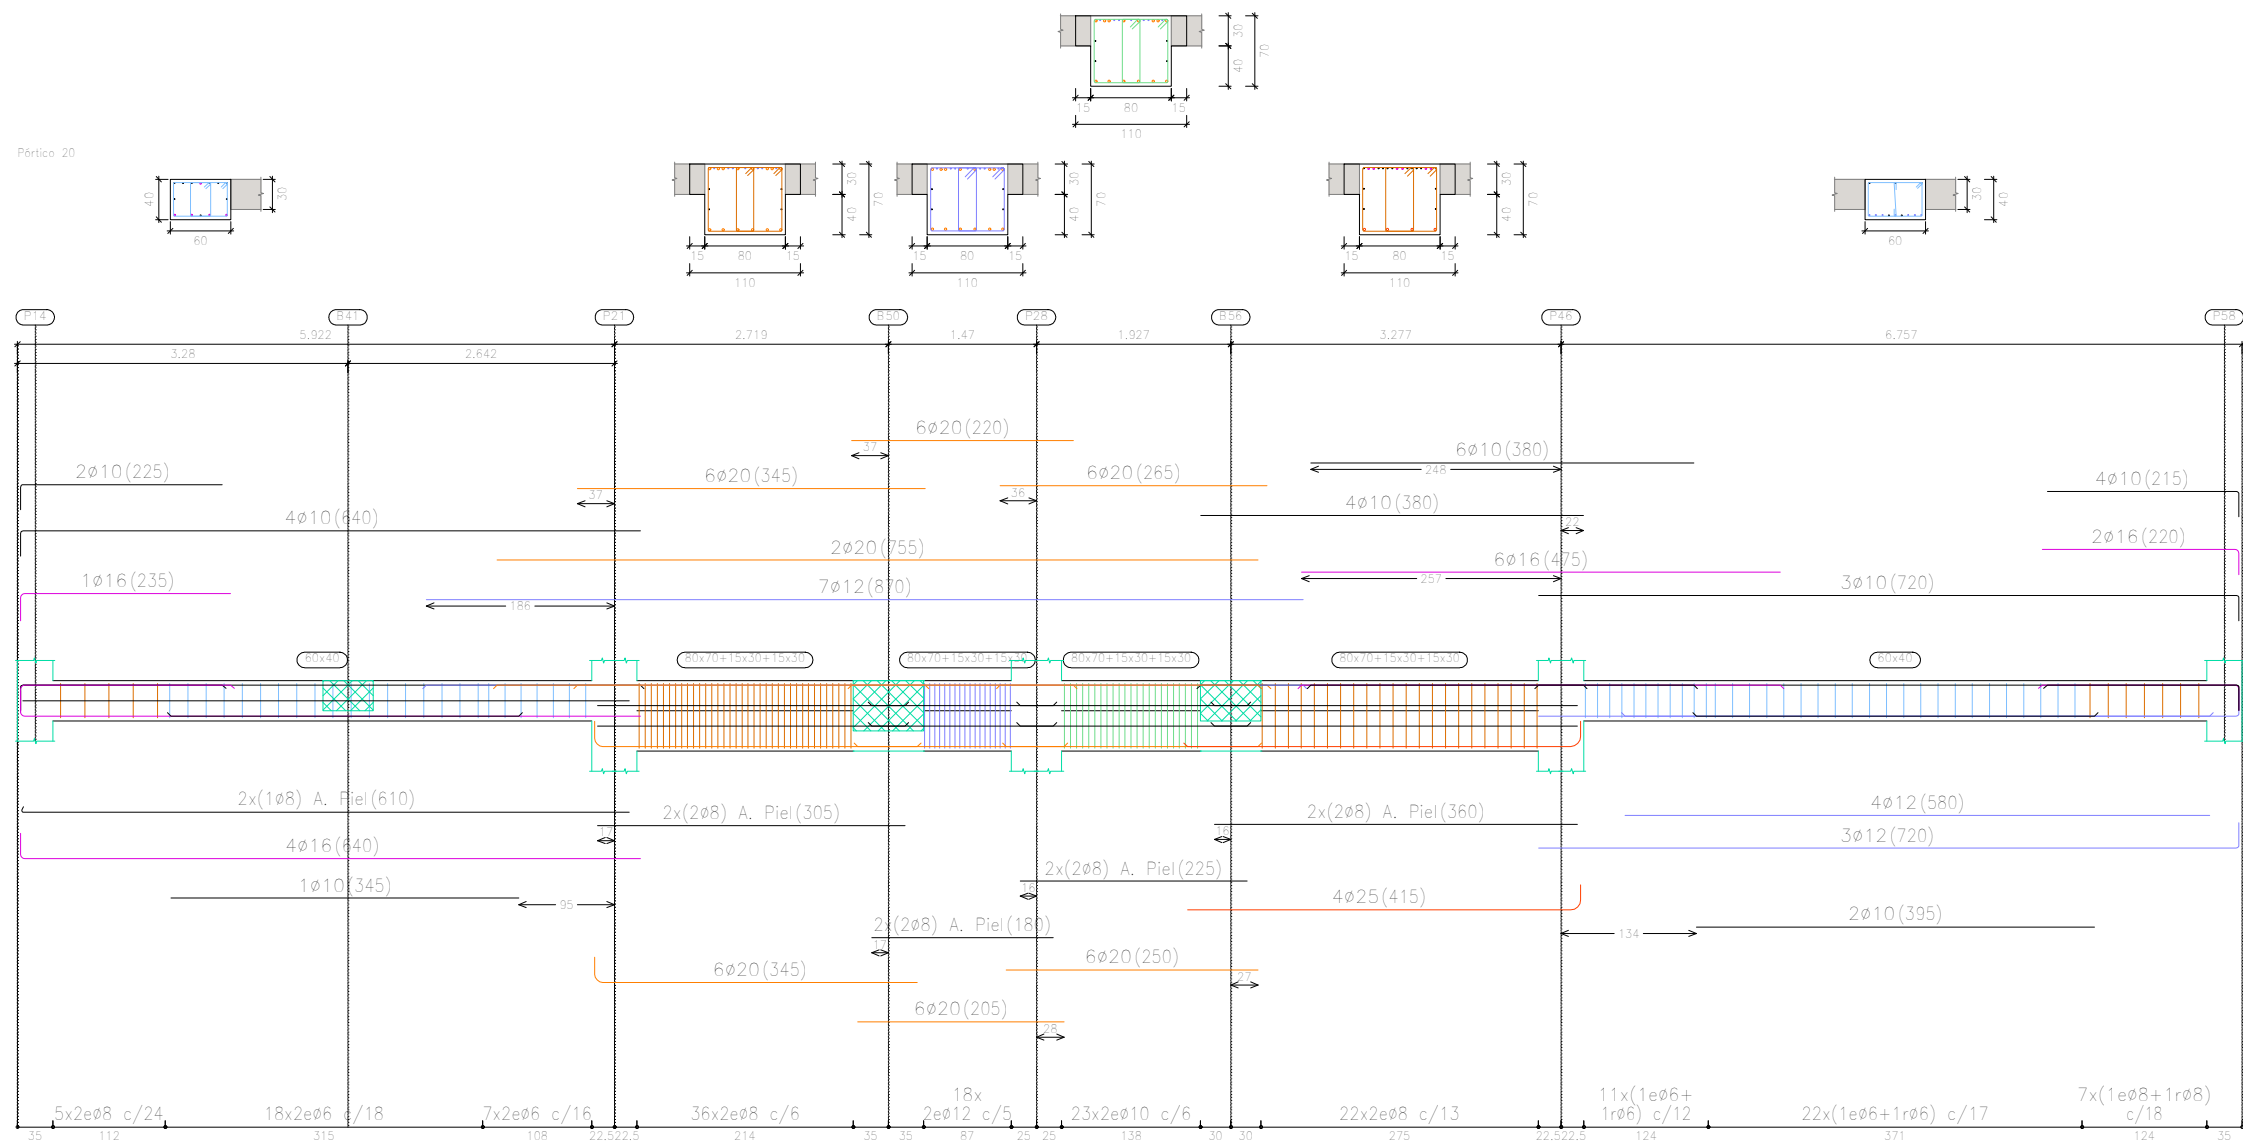 30
40
70
15 80 15
110
Pórtico 20
40
60
30
15 80 15
110
30
40
70
15 80 15
110
30
40
70
15 80 15
110
30
40
70
60
30
40
P14 B41 P21 B50 P28 B56 P46 P58
5.922 2.719 1.47 1.927 3.277 6.757
3.28 2.642
6ø20(220)
37
6ø10(380)
248
2ø10(225)
6ø20(345)
37
6ø20(265)
36
4ø10(215)
4ø10(640)
4ø10(380)
22
2ø20(755)
6ø16(475)
257
2ø16(220)
1ø16(235)
7ø12(870)
186
3ø10(720)
60x40 80x70+15x30+15x30 80x70+15x30+15x30 80x70+15x30+15x30 80x70+15x30+15x30 60x40
2x(1ø8) A. Piel(610)
2x(2ø8) A. Piel(305)
17
2x(2ø8) A. Piel(360)
16
4ø12(580)
4ø16(640)
3ø12(720)
2x(2ø8) A. Piel(225)
16
1ø10(345)
95
4ø25(415)
2ø10(395)
134
2x(2ø8) A. Piel(180)
17
6ø20(345)
6ø20(250)
27
6ø20(205)
28
5x2eø8 c/24 18x2eø6 c/18 7x2eø6 c/16 36x2eø8 c/6
18x
2eø12 c/5
23x2eø10 c/6 22x2eø8 c/13
11x(1eø6+
1rø6) c/12
22x(1eø6+1rø6) c/17
7x(1eø8+1rø8)
c/18
35 112 315 108 22.5 22.5 214 35 35 87 25 25 138 30 30 275 22.5 22.5 124 371 124 35